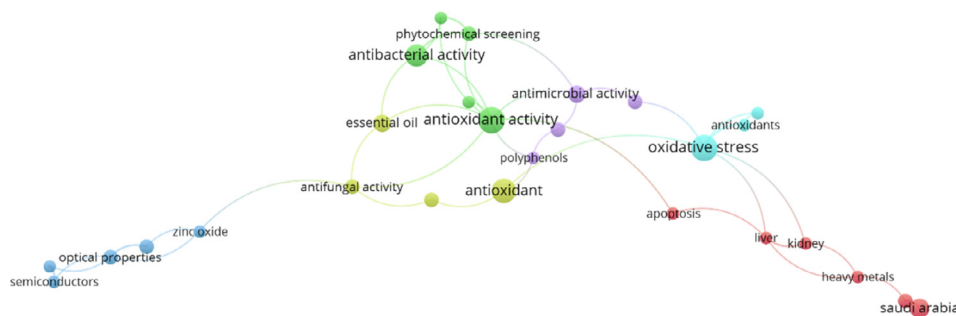 phytochemical screening
antibacterial activity
antimicrobial activity
essential oil
antioxidant activity
antioxidants
oxidative stress
polyphenols
antifungal activity
antioxidant
apoptosis
zinc oxide
liver
kidney
optical properties
heavy metals
semiconductors
saudi arabia